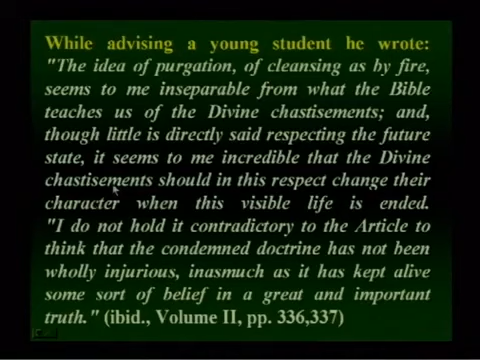 While advising a young student he wrote:
"The idea of purgation, of cleansing as by fire,
seems to me inseparable from what the Bible
teaches us of the Divine chastisements; and,
though little is directly said respecting the future
state, it seems to me incredible that the Divine
chastisements should in this respect change their
character when this visible life is ended.
"I do not hold it contradictory to the Article to
think that the condemned doctrine has not been
wholly injurious, inasmuch as it has kept alive
some sort of belief in a great and important
truth." (ibid., Volume II, pp. 336,337)